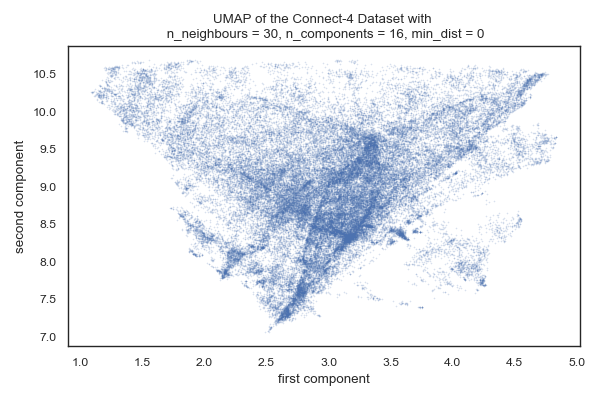 UMAP of the Connect-4 Dataset with
n_neighbours = 30, n_components = 16, min_dist = 0
10.5
10.0
9.5
9.0
8.5
8.0
7.5
7.0
second component
1.0 1.5 2.0 2.5 3.0 3.5 4.0 4.5 5.0
first component